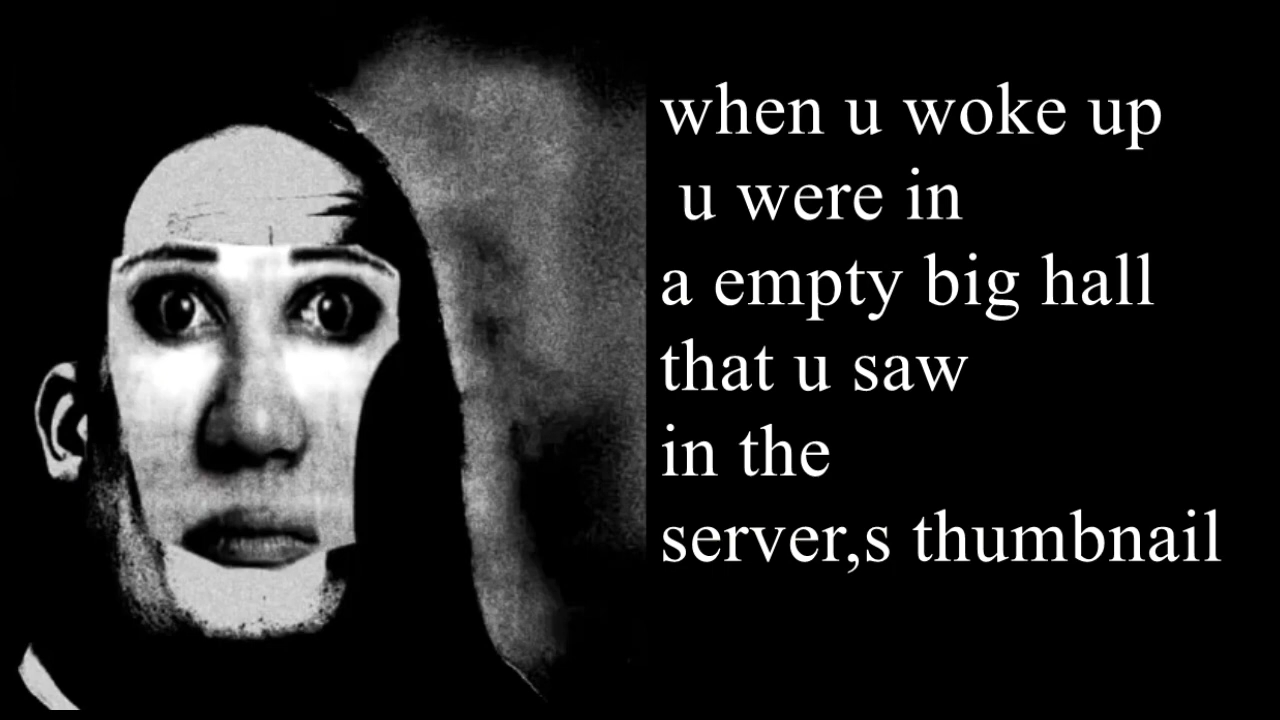 when u woke up
u were in
a empty big hall
that u saw
in the
server,s thumbnail